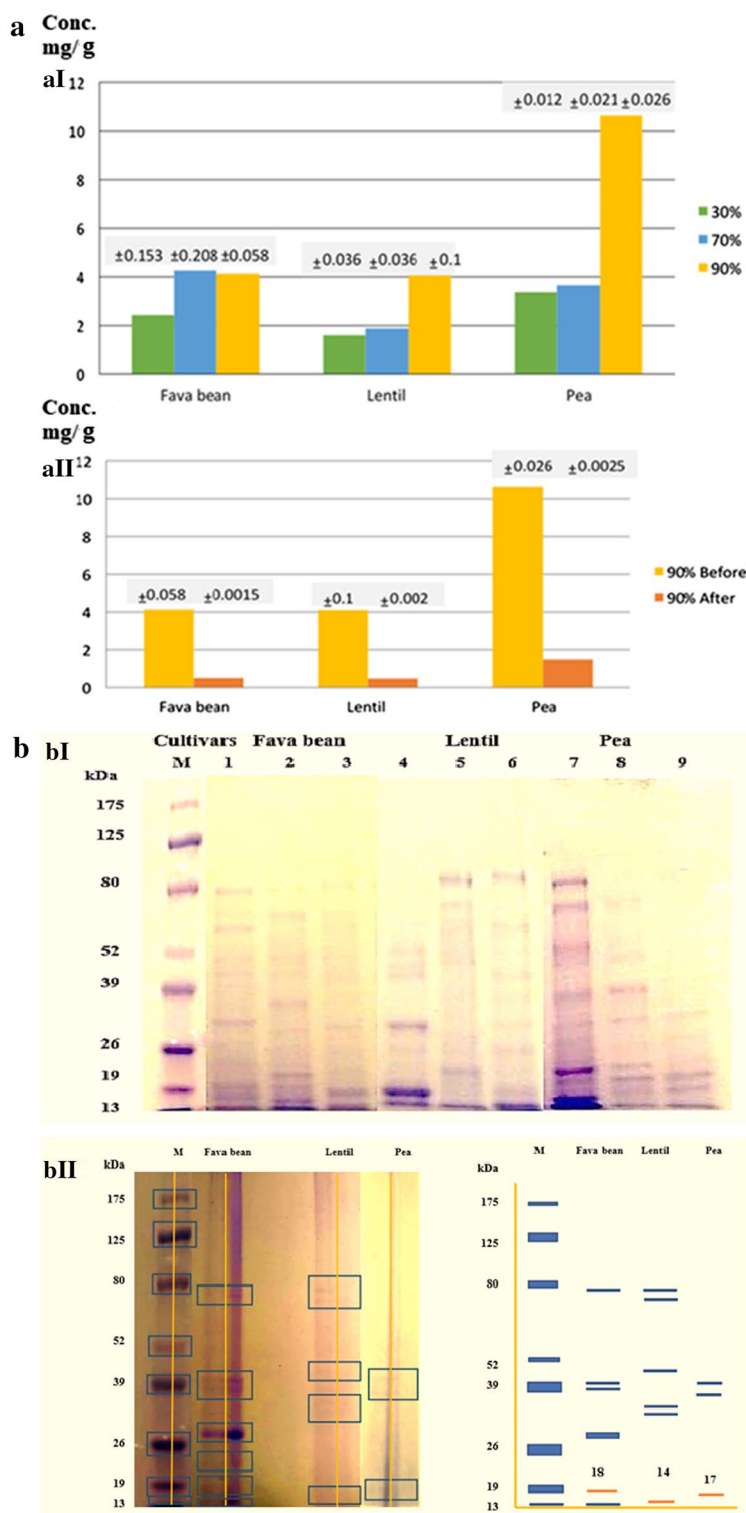 a
Conc.
mg/ g
aI
12
±0.012 ±0.021 ±0.026
10
8
6
±0.153 ±0.208 ±0.058
±0.036 ±0.036 ±0.1
4
2
0
30%
70%
90%
Fava bean Lentil Pea
Conc.
mg/ g
aII
12
±0.026 ±0.0025
10
8
6
±0.058 ±0.0015
±0.1 ±0.002
4
2
0
90% Before
90% After
Fava bean Lentil Pea
b
bI
Cultivars Fava bean Lentil Pea
M 1 2 3 4 5 6 7 8 9
kDa
175
125
80
52
39
26
19
13
bII
M Fava bean Lentil Pea
kDa
175
125
80
52
39
26
19
13
M Fava bean Lentil Pea
kDa
175
125
80
52
39
26
19
13
18 14 17